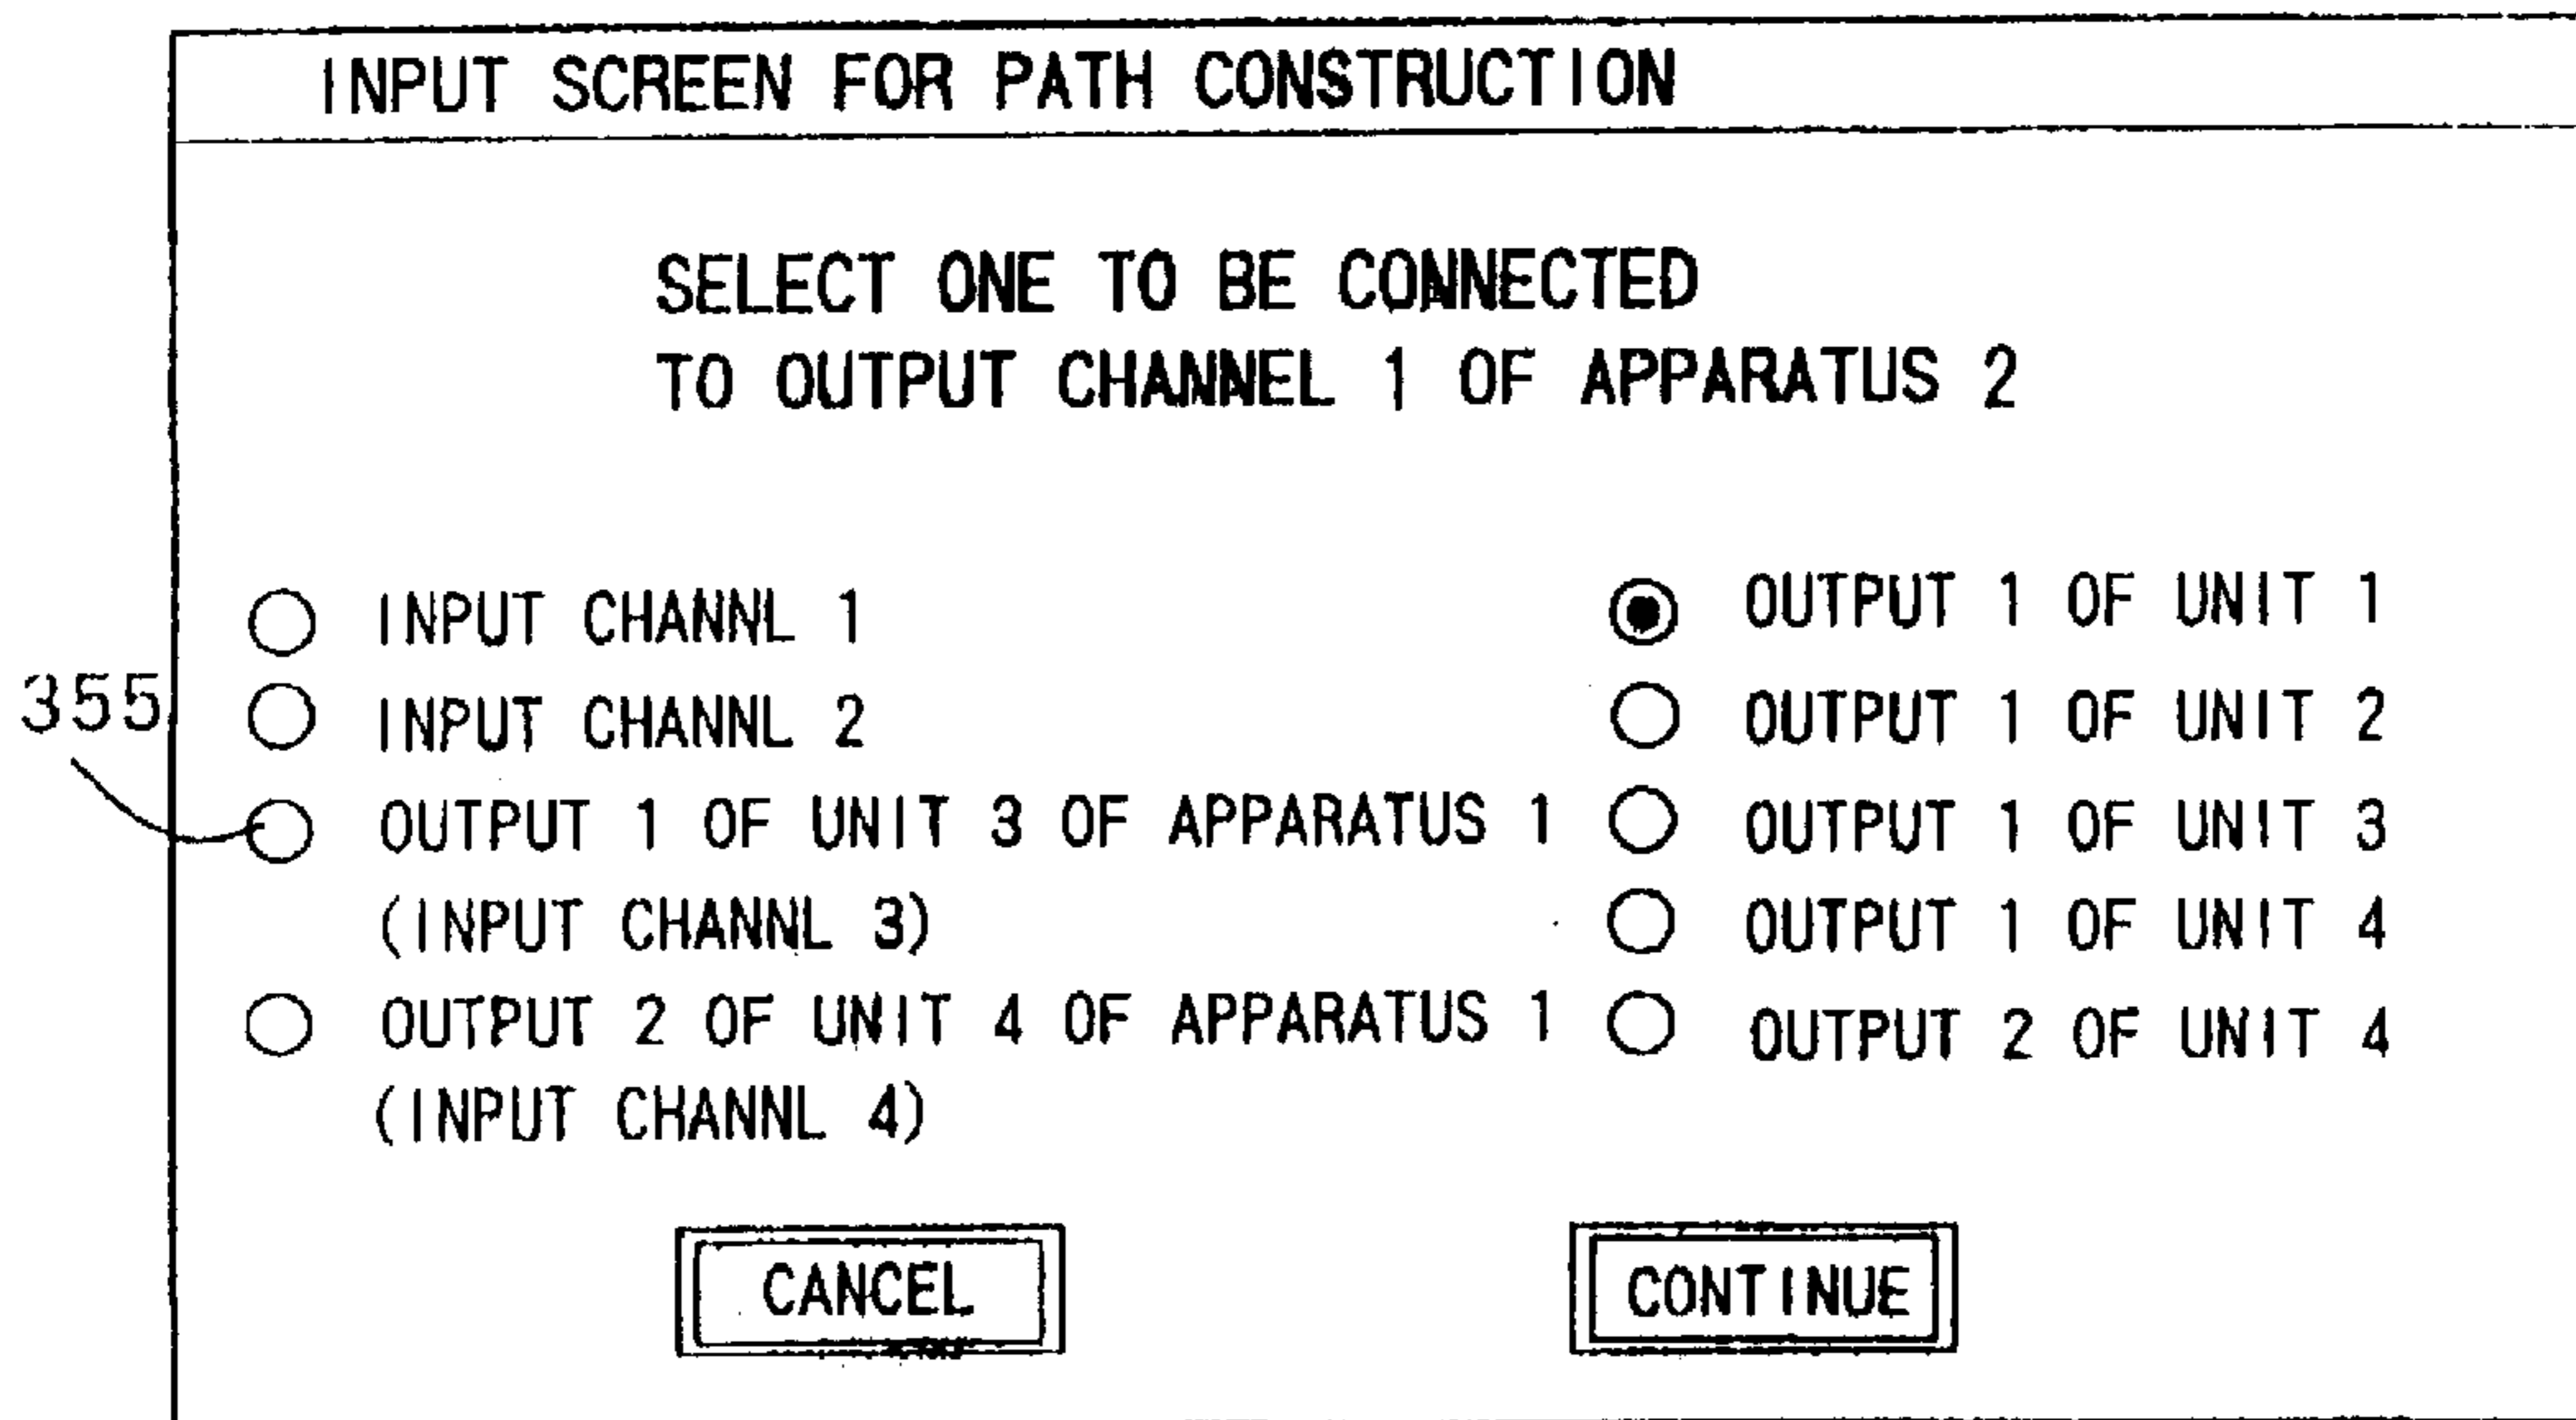 INPUT SCREEN FOR PATH CONSTRUCTION
SELECT ONE TO BE CONNECTED
TO OUTPUT CHANNEL 1 OF APPARATUS 2
INPUT CHANNL 1
INPUT CHANNL 2
355
OUTPUT 1 OF UNIT 3 OF APPARATUS 1
(INPUT CHANNL 3)
OUTPUT 2 OF UNIT 4 OF APPARATUS 1
(INPUT CHANNL 4)
OUTPUT 1 OF UNIT 1
OUTPUT 1 OF UNIT 2
OUTPUT 1 OF UNIT 3
OUTPUT 1 OF UNIT 4
OUTPUT 2 OF UNIT 4
CANCEL
CONTINUE